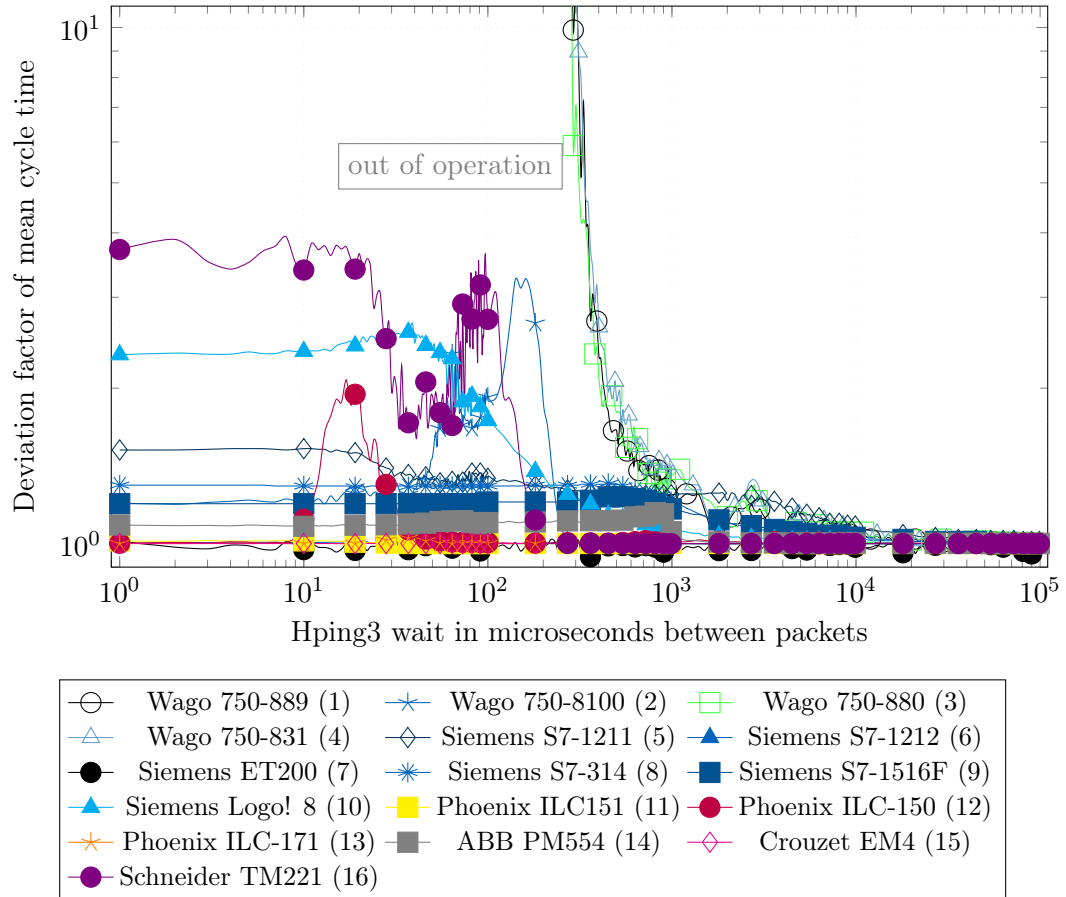 10^1
Deviation factor of mean cycle time
out of operation
10^0
10^0 10^1 10^2 10^3 10^4 10^5
Hping3 wait in microseconds between packets
Wago 750-889 (1) Wago 750-8100 (2) Wago 750-880 (3)
Wago 750-831 (4) Siemens S7-1211 (5) Siemens S7-1212 (6)
Siemens ET200 (7) Siemens S7-314 (8) Siemens S7-1516F (9)
Siemens Logo! 8 (10) Phoenix ILC151 (11) Phoenix ILC-150 (12)
Phoenix ILC-171 (13) ABB PM554 (14) Crouzet EM4 (15)
Schneider TM221 (16)